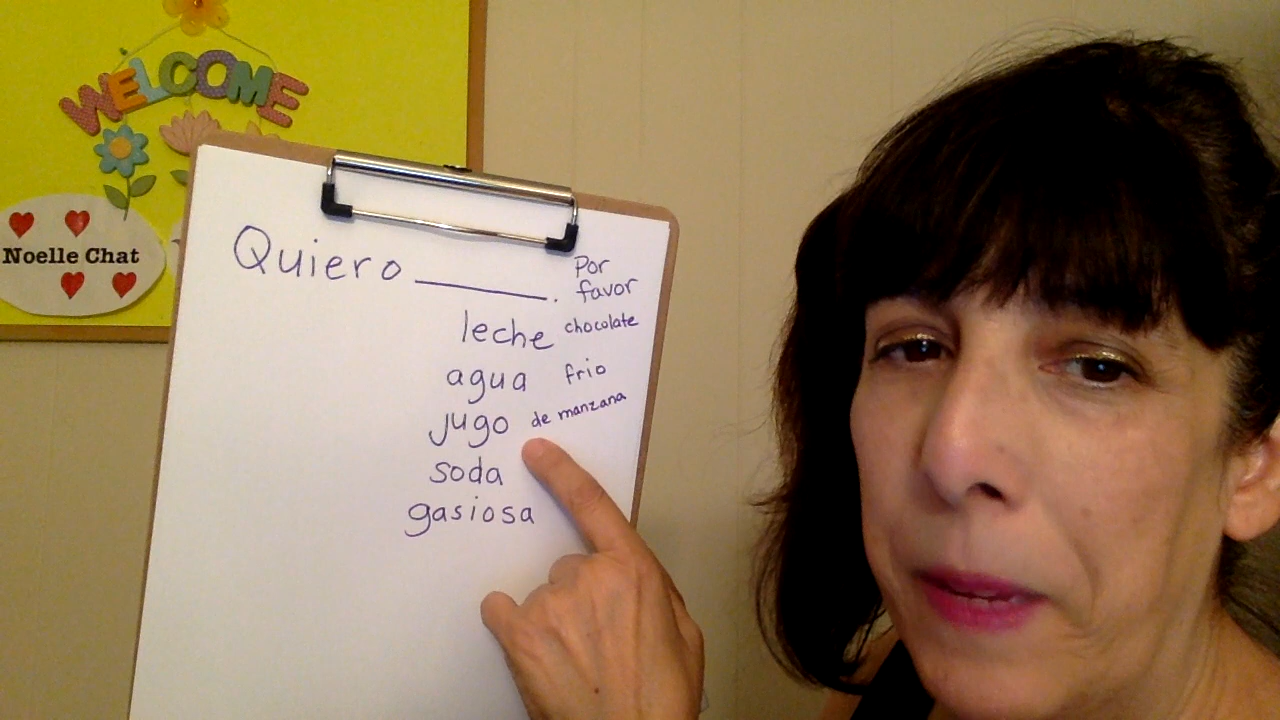 WELCOME
Noelle Chat
Quiero ______. Por favor
leche chocolate
agua frio
jugo de manzana
soda
gasiosa